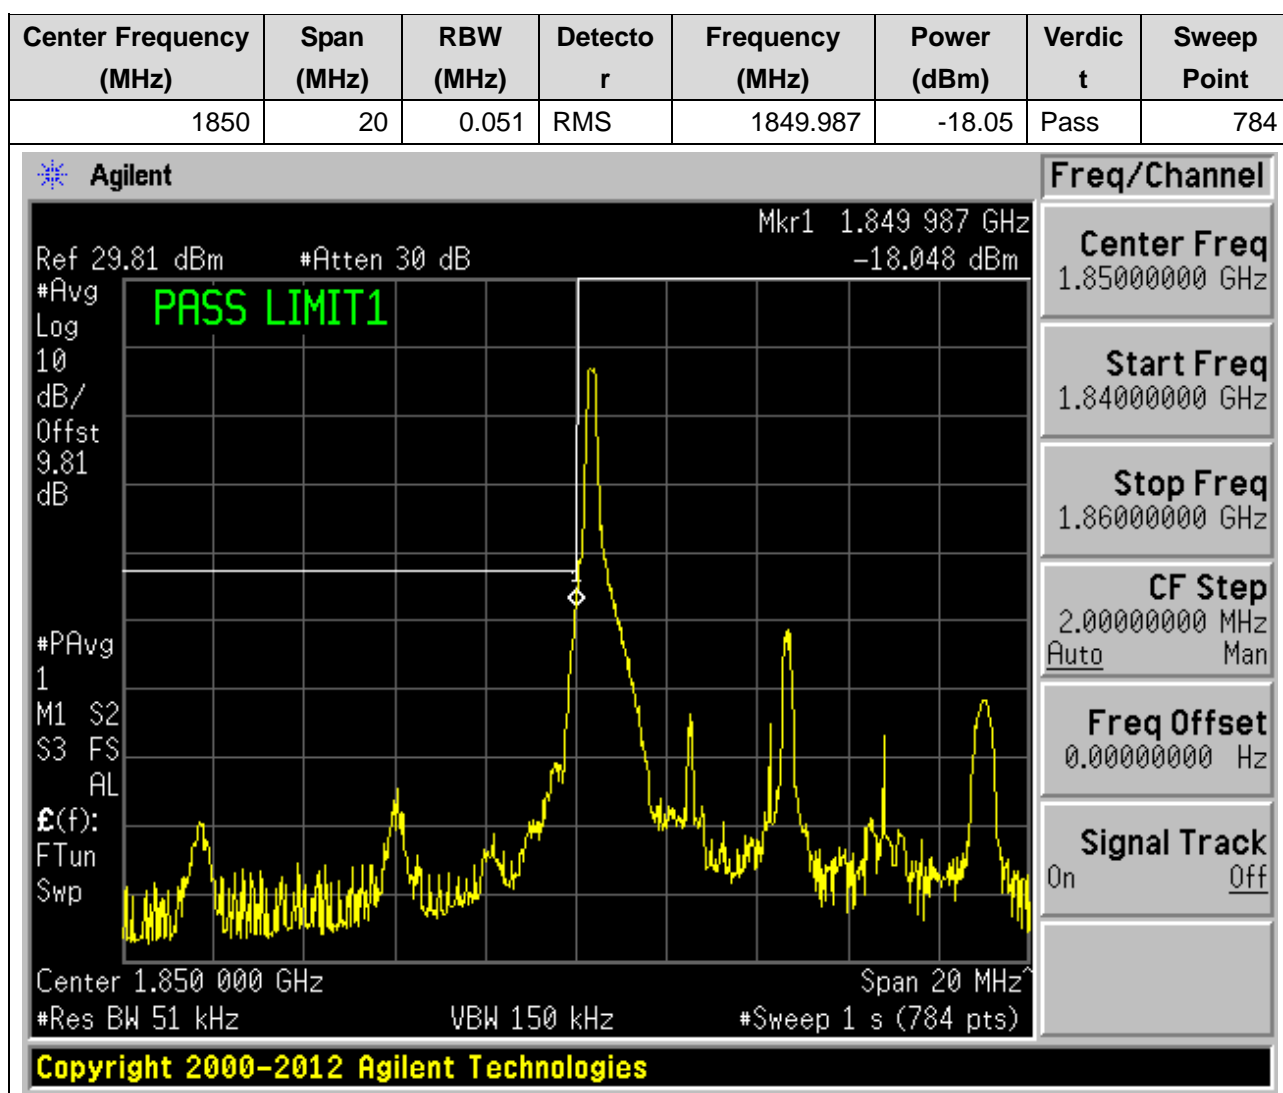 Center Frequency (MHz) Span (MHz) RBW (MHz) Detecto r Frequency (MHz) Power (dBm) Verdic t Sweep Point
1850 20 0.051 RMS 1849.987 -18.05 Pass 784
Agilent
Freq/Channel
Mkr1 1.849 987 GHz
Ref 29.81 dBm #Atten 30 dB -18.048 dBm
#Avg
Log
10
dB/
Offst
9.81
dB
PASS LIMIT1
1
#PAvg
1
M1 S2
S3 FS
AL
£(f):
FTun
Swp
Center 1.850 000 GHz Span 20 MHz^
#Res BW 51 kHz VBW 150 kHz #Sweep 1 s (784 pts)
Center Freq
1.85000000 GHz
Start Freq
1.84000000 GHz
Stop Freq
1.86000000 GHz
CF Step
2.00000000 MHz
Auto Man
Freq Offset
0.00000000 Hz
Signal Track
On Off
Copyright 2000-2012 Agilent Technologies